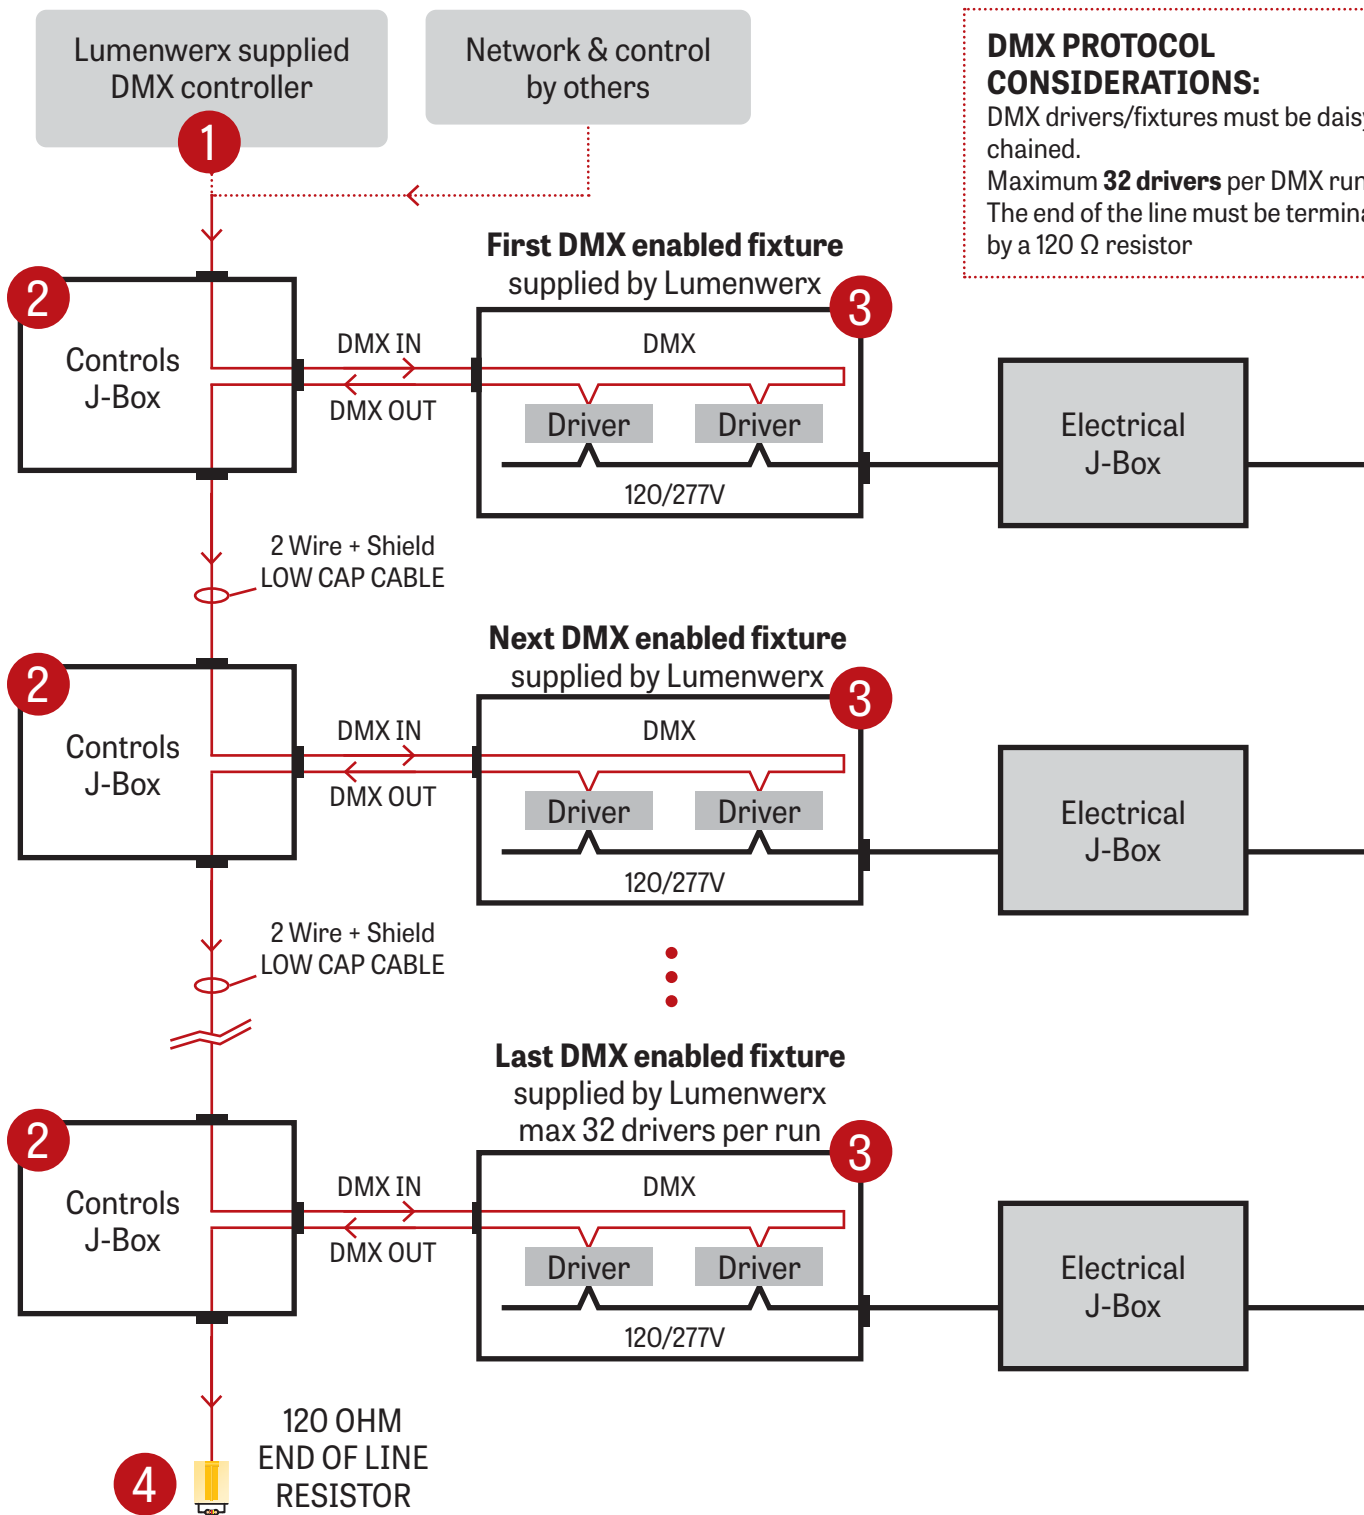 Lumenwerx supplied
DMX controller
1
Network & control
by others
DMX PROTOCOL
CONSIDERATIONS:
DMX drivers/fixtures must be daisy
chained.
Maximum 32 drivers per DMX run
The end of the line must be termina
by a 120 Ω resistor
2
Controls
J-Box
DMX IN
DMX OUT
First DMX enabled fixture
supplied by Lumenwerx
3
DMX
Driver
Driver
120/277V
Electrical
J-Box
2 Wire + Shield
LOW CAP CABLE
2
Controls
J-Box
DMX IN
DMX OUT
Next DMX enabled fixture
supplied by Lumenwerx
3
DMX
Driver
Driver
120/277V
Electrical
J-Box
2 Wire + Shield
LOW CAP CABLE
2
Controls
J-Box
DMX IN
DMX OUT
Last DMX enabled fixture
supplied by Lumenwerx
max 32 drivers per run
3
DMX
Driver
Driver
120/277V
Electrical
J-Box
4
120 OHM
END OF LINE
RESISTOR